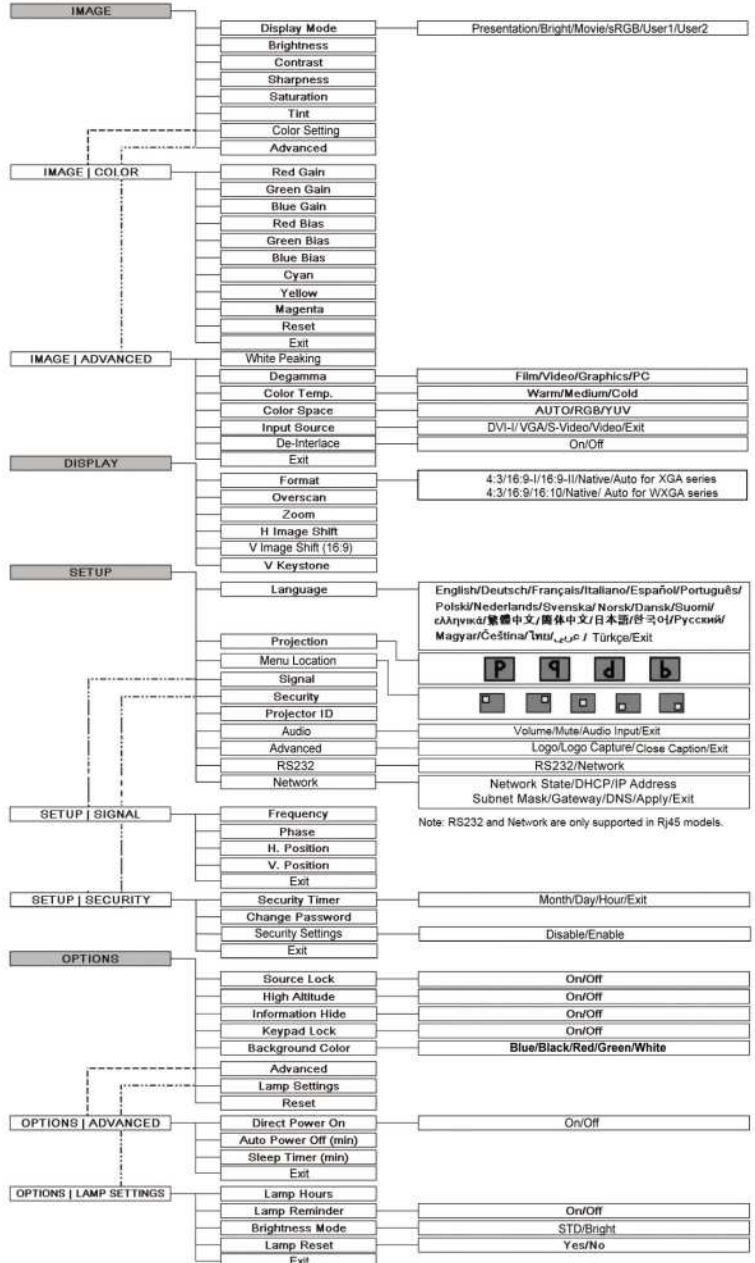 IMAGE
Display Mode Presentation/Bright/Movie/sRGB/User1/User2
Brightness
Contrast
Sharpness
Saturation
Tint
Color Setting
Advanced
IMAGE | COLOR Red Gain
Green Gain
Blue Gain
Red Bias
Green Bias
Blue Bias
Cyan
Yellow
Magenta
Reset
Exit
IMAGE | ADVANCED White Peaking
Degamma Film/Video/Graphics/PC
Color Temp. Warm/Medium/Cold
Color Space AUTO/RGB/YUV
Input Source DVI-I/ VGA/S-Video/Video/Exit
De-Interlace On/Off
Exit
DISPLAY
Format 4:3/16:9-I/16:9-II/Native/Auto for XGA series
4:3/16:9/16:10/Native/ Auto for WXGA series
Overscan
Zoom
H Image Shift
V Image Shift (16:9)
V Keystone
SETUP
Language English/Deutsch/Français/Italiano/Español/Português/
Polski/Nederlands/Svenska/ Norsk/Dansk/Suomi/
ελληνικά/繁體中文/简体中文/日本語/한국어/Русский/
Magyar/Čeština/ไทย/عربي / Türkçe/Exit
Projection
Menu Location
Signal
Security
Projector ID
Audio Volume/Mute/Audio Input/Exit
Advanced Logo/Logo Capture/Close Caption/Exit
RS232 RS232/Network
Network Network State/DHCP/IP Address
Subnet Mask/Gateway/DNS/Apply/Exit
Note: RS232 and Network are only supported in Rj45 models.
SETUP | SIGNAL Frequency
Phase
H. Position
V. Position
Exit
SETUP | SECURITY Security Timer Month/Day/Hour/Exit
Change Password
Security Settings Disable/Enable
Exit
OPTIONS
Source Lock On/Off
High Altitude On/Off
Information Hide On/Off
Keypad Lock On/Off
Background Color Blue/Black/Red/Green/White
Advanced
Lamp Settings
Reset
OPTIONS | ADVANCED Direct Power On On/Off
Auto Power Off (min)
Sleep Timer (min)
Exit
OPTIONS | LAMP SETTINGS Lamp Hours
Lamp Reminder On/Off
Brightness Mode STD/Bright
Lamp Reset Yes/No
Exit